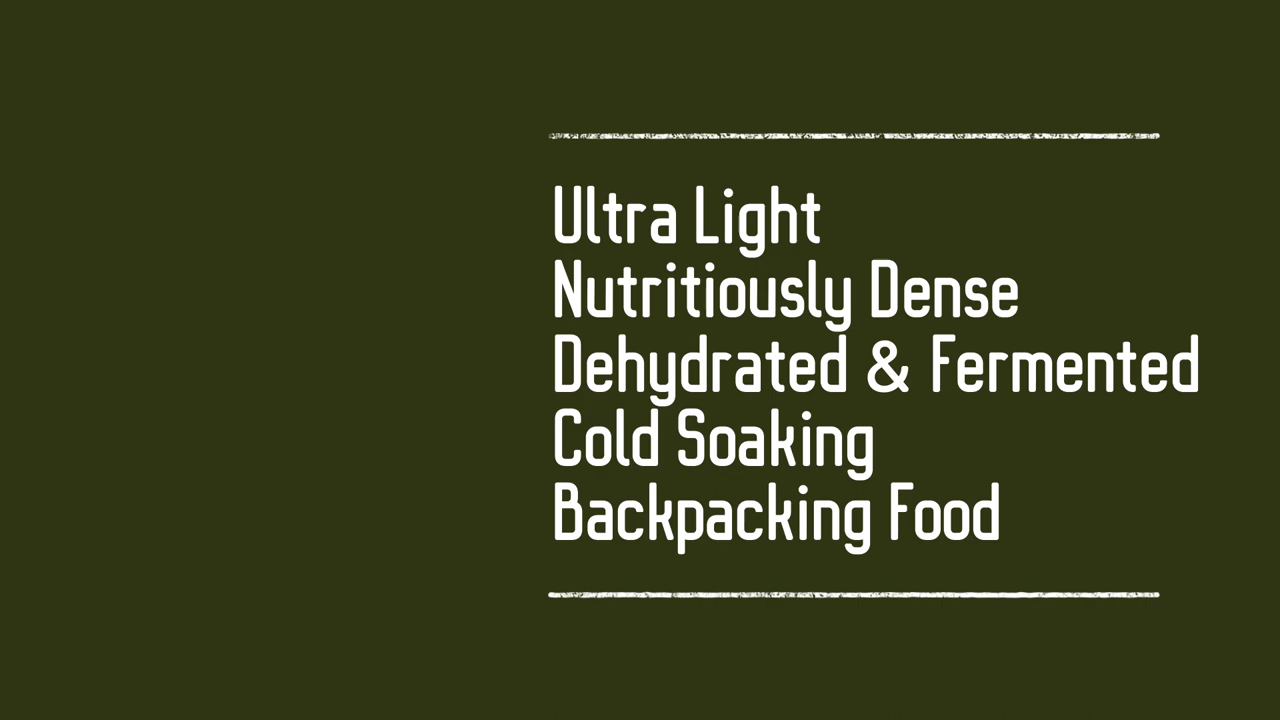 Ultra Light
Nutritiously Dense
Dehydrated & Fermented
Cold Soaking
Backpacking Food